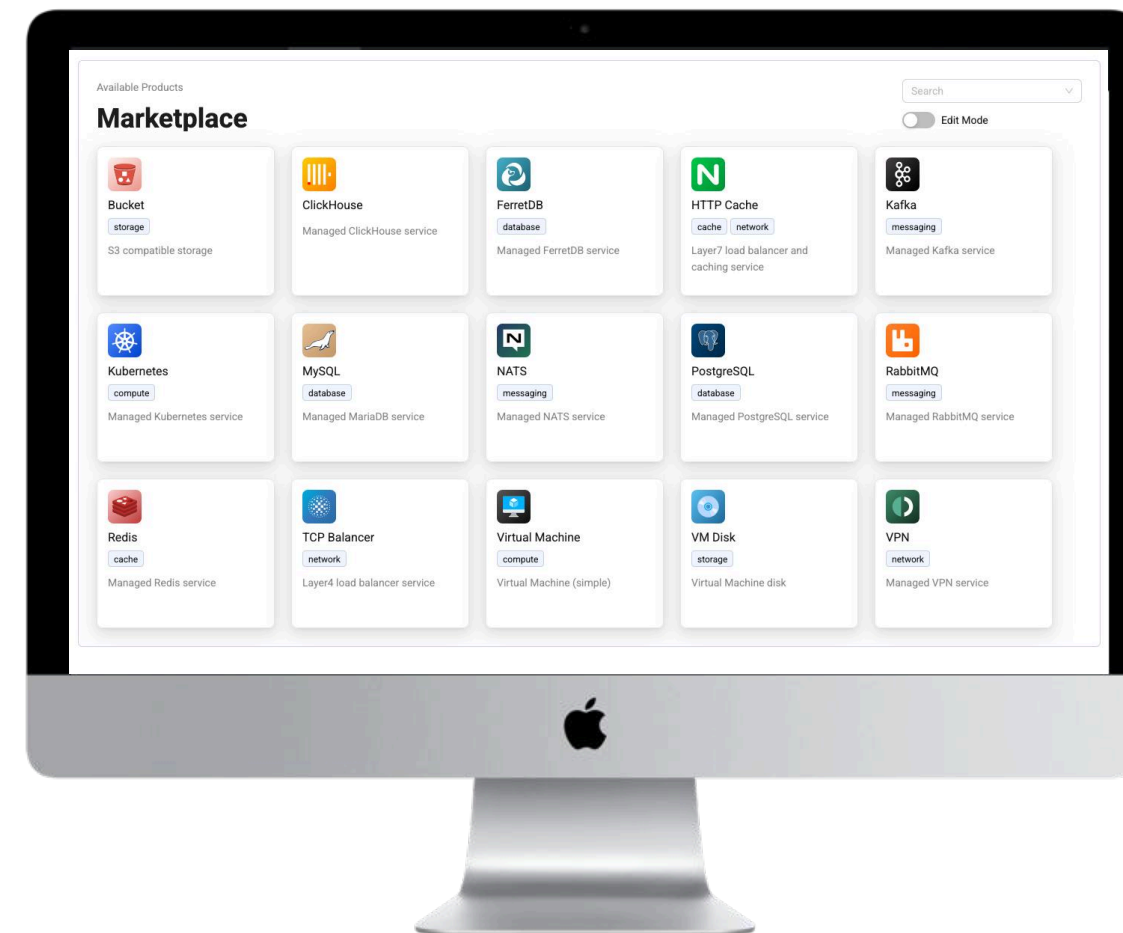 Available Products
Search
Marketplace
Edit Mode
Bucket
storage
S3 compatible storage
ClickHouse
Managed ClickHouse service
FerretDB
database
Managed FerretDB service
HTTP Cache
cache network
Layer7 load balancer and
caching service
Kafka
messaging
Managed Kafka service
Kubernetes
compute
Managed Kubernetes service
MySQL
database
Managed MariaDB service
NATS
messaging
Managed NATS service
PostgreSQL
database
Managed PostgreSQL service
RabbitMQ
messaging
Managed RabbitMQ service
Redis
cache
Managed Redis service
TCP Balancer
network
Layer4 load balancer service
Virtual Machine
compute
Virtual Machine (simple)
VM Disk
storage
Virtual Machine disk
VPN
network
Managed VPN service